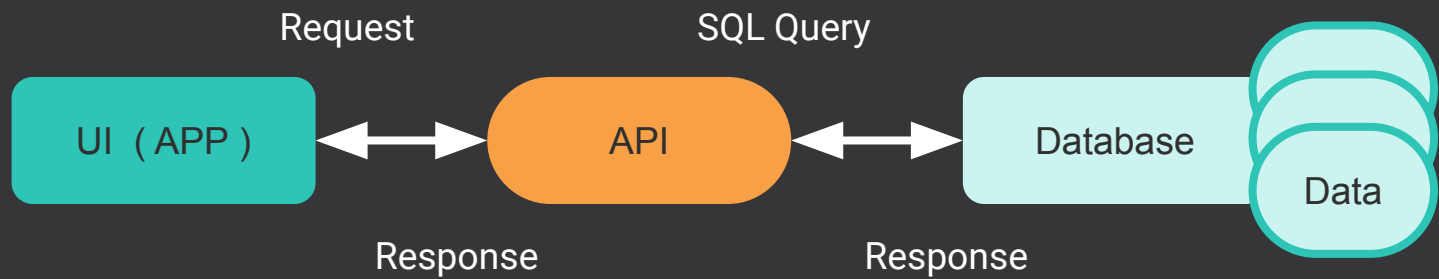 Request
SQL Query
UI ( APP )
API
Database
Data
Response
Response